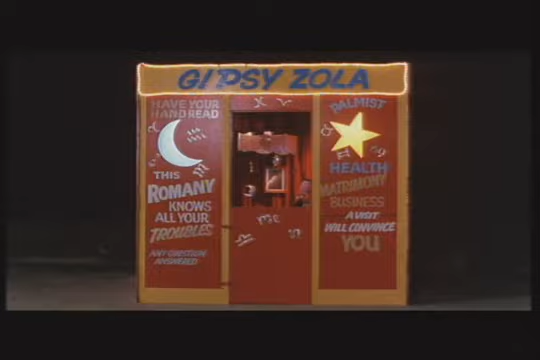 GIPSY ZOLA
HAVE YOUR
HAND READ
THIS
ROMANY
KNOWS
ALL YOUR
TROUBLES
ANY QUESTION
ANSWERED
PALMIST
HEALTH
MATRIMONY
BUSINESS
A VISIT
WILL CONVINCE
YOU